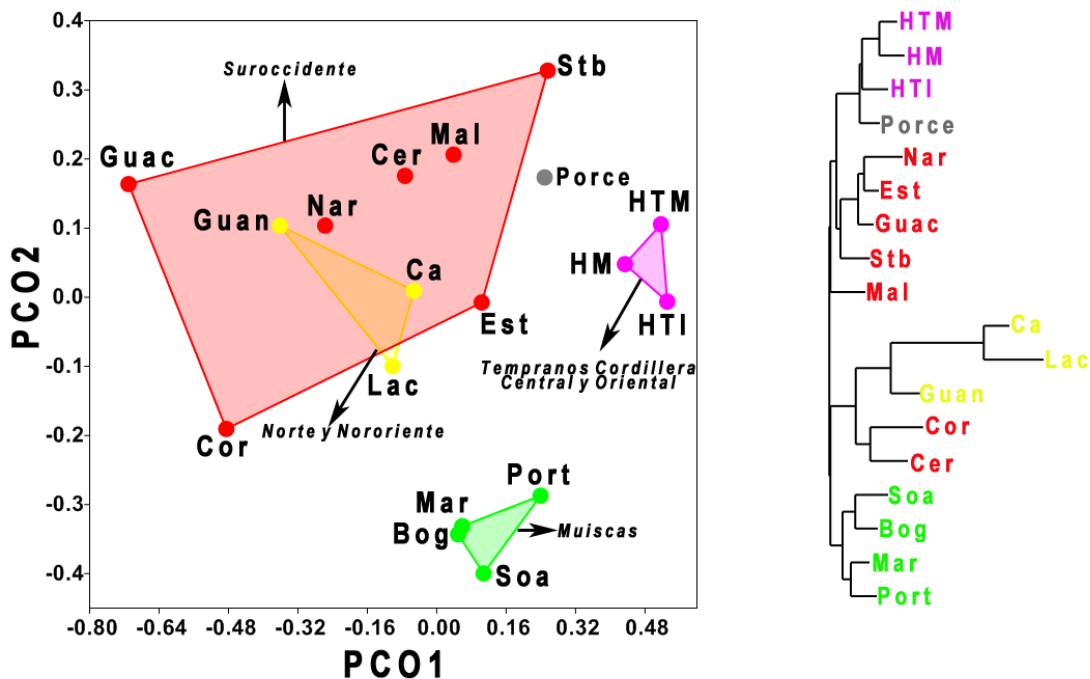 0.4
0.3
0.2
0.1
0.0
-0.1
-0.2
-0.3
-0.4
PCO2
-0.80 -0.64 -0.48 -0.32 -0.16 0.00 0.16 0.32 0.48
PCO1
Suroccidente
Stb
Guac
Cer
Mal
Porce
Guan
Nar
HTM
HM
Ca
Est
HTI
Tempranos Cordillera
Central y Oriental
Lac
Norte y Nororiente
Cor
Port
Mar
Bog
Muiscas
Soa
HTM
HM
HTI
Porce
Nar
Est
Guac
Stb
Mal
Ca
Lac
Guan
Cor
Cer
Soa
Bog
Mar
Port